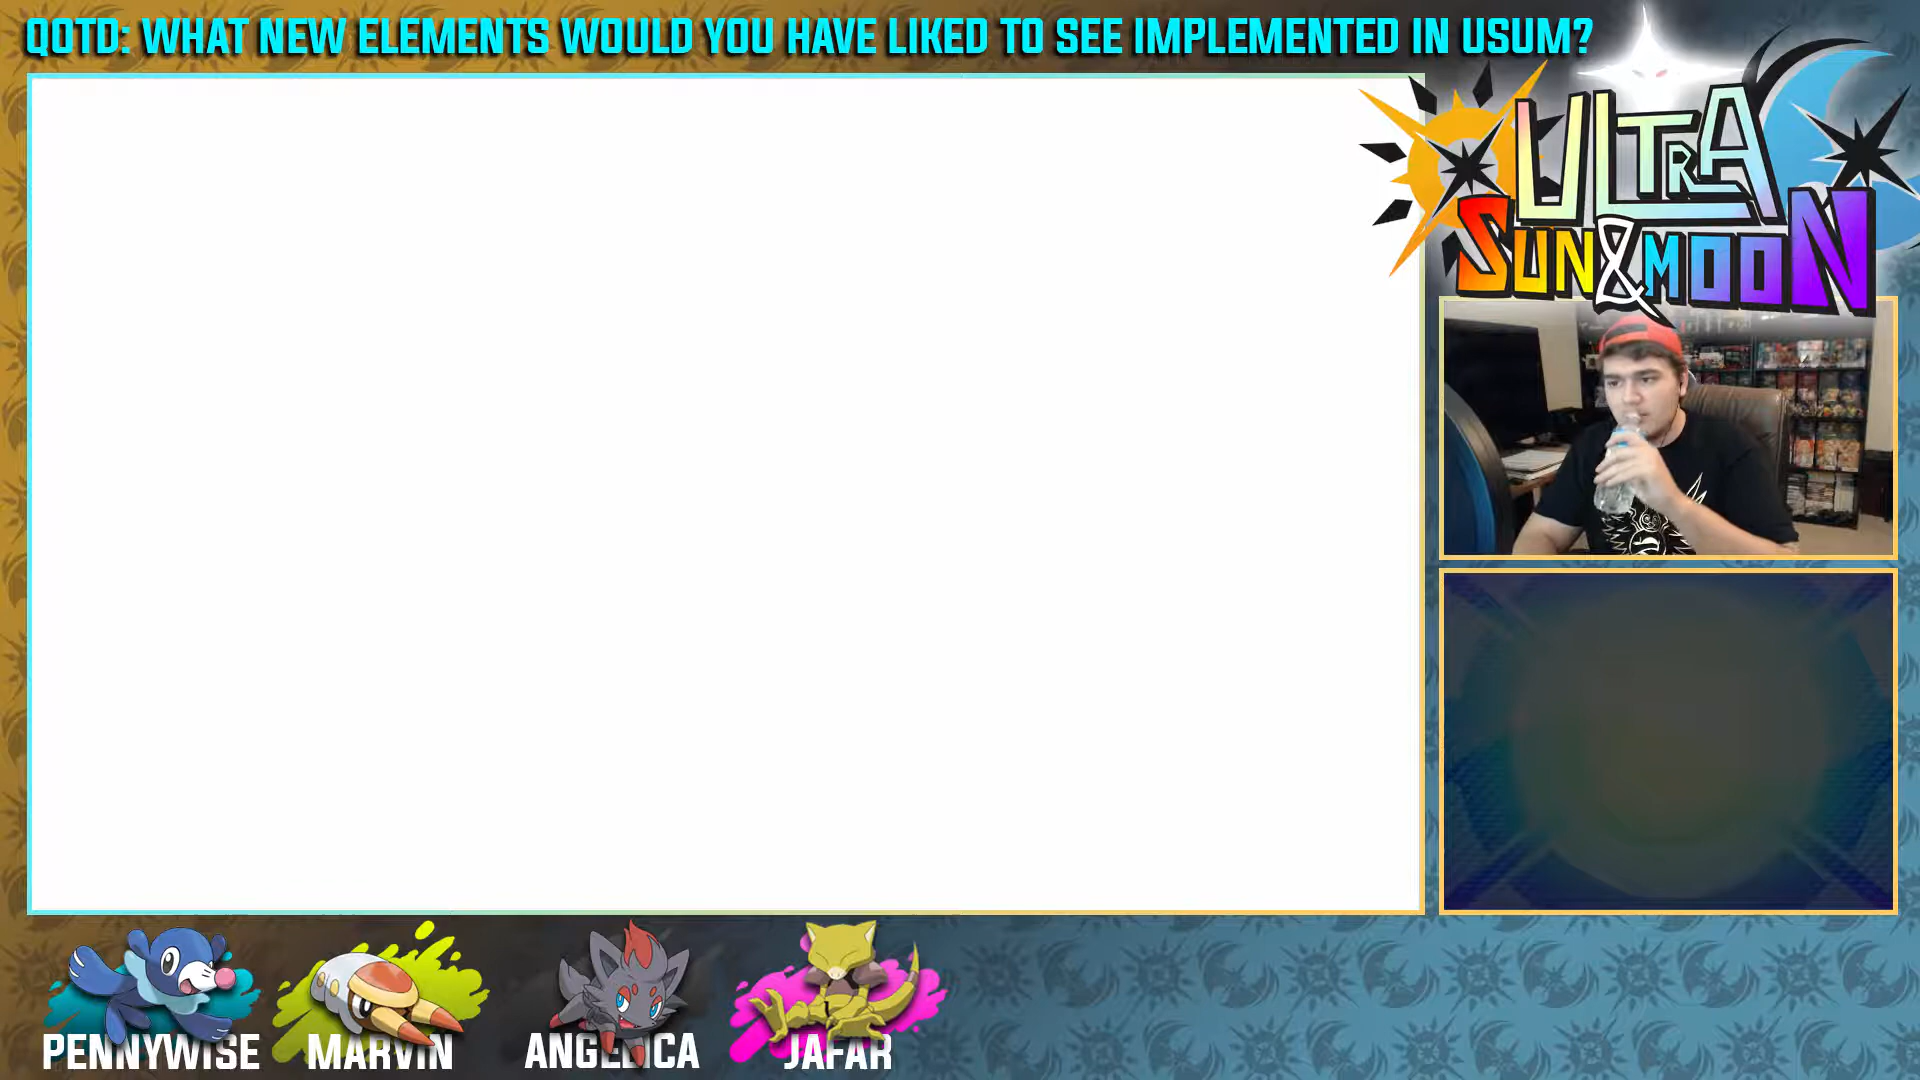 QOTD: WHAT NEW ELEMENTS WOULD YOU HAVE LIKED TO SEE IMPLEMENTED IN USUM?
ULTRA
SUN&MOON
PENNYWISE MARVIN ANGELICA JAFAR